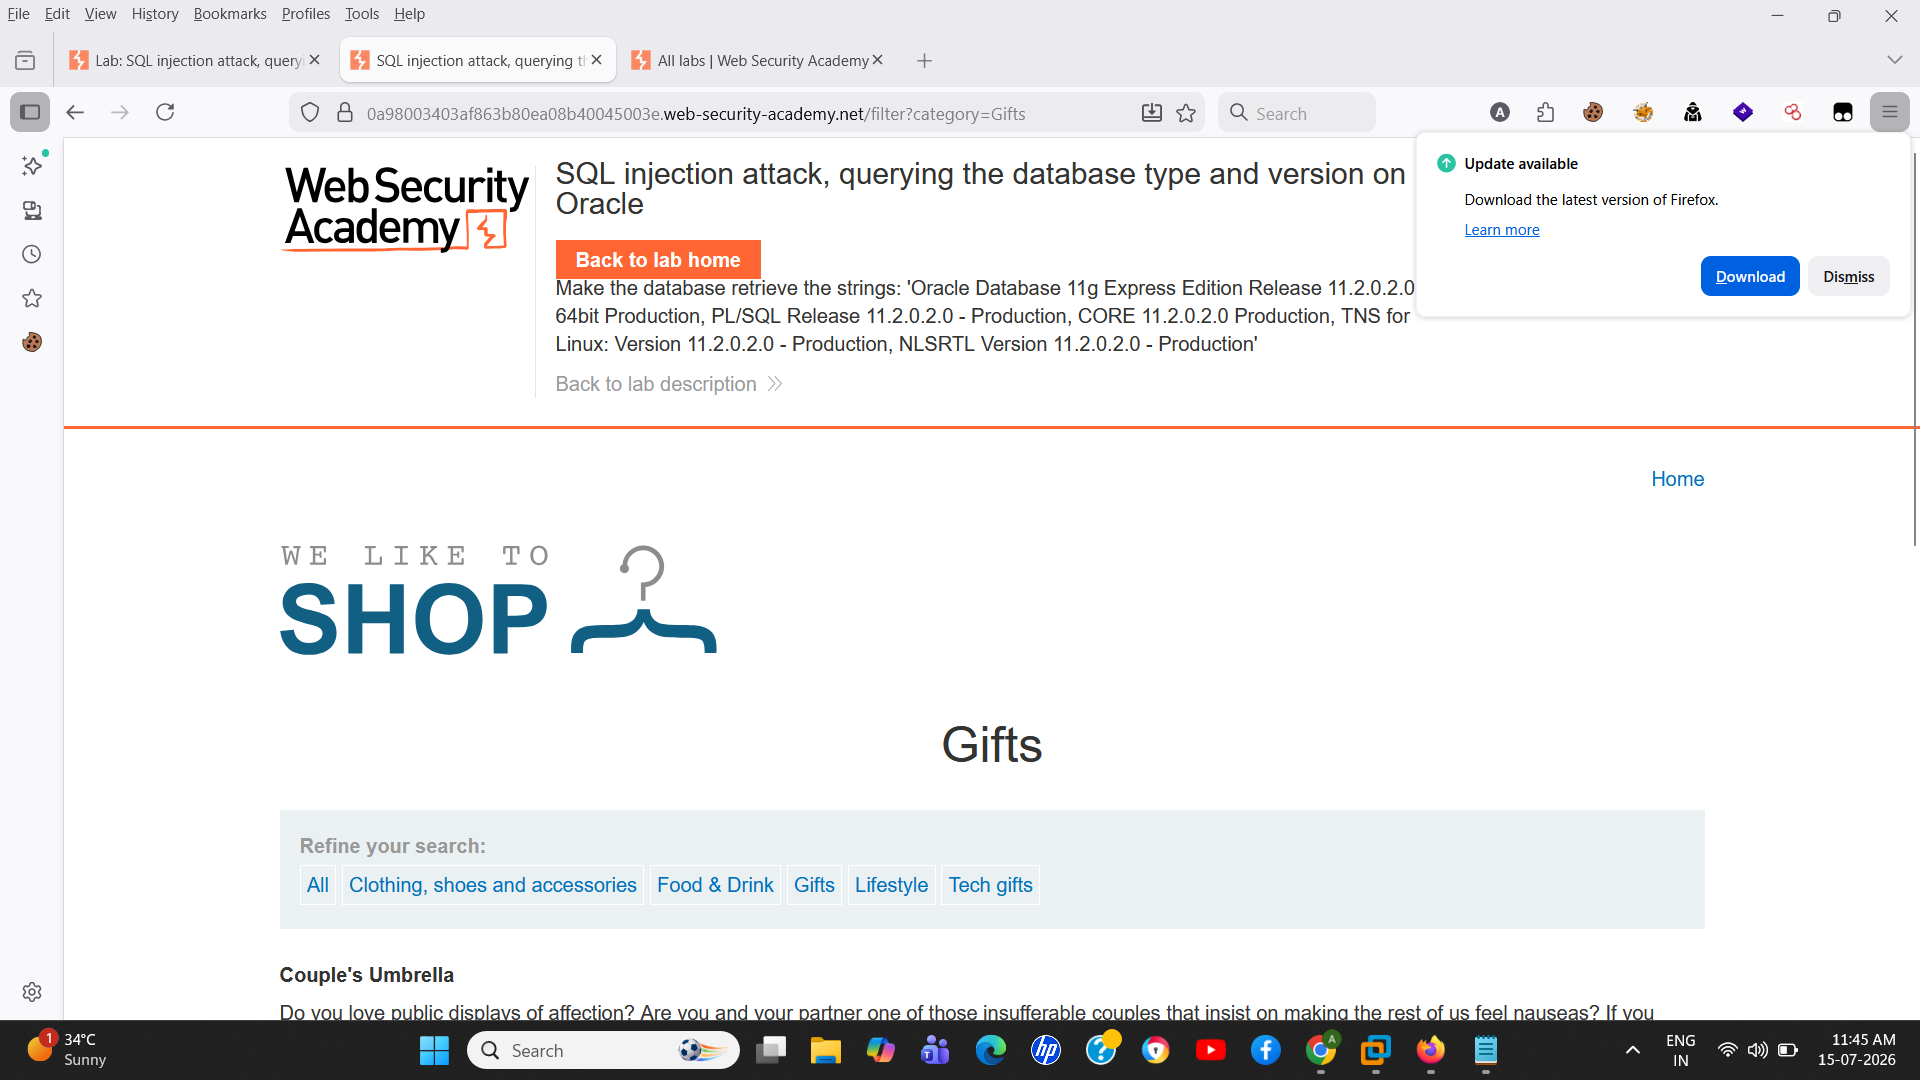 File Edit View History Bookmarks Profiles Tools Help
Lab: SQL injection attack, queryi
SQL injection attack, querying th
All labs | Web Security Academy
0a98003403af863b80ea08b40045003e.web-security-academy.net/filter?category=Gifts
Search
A
Update available
Download the latest version of Firefox.
Learn more
Download
Dismiss
Web Security
Academy
SQL injection attack, querying the database type and version on
Oracle
Back to lab home
Make the database retrieve the strings: 'Oracle Database 11g Express Edition Release 11.2.0.2.0
64bit Production, PL/SQL Release 11.2.0.2.0 - Production, CORE 11.2.0.2.0 Production, TNS for
Linux: Version 11.2.0.2.0 - Production, NLSRTL Version 11.2.0.2.0 - Production'
Back to lab description
Home
WE LIKE TO
SHOP
Gifts
Refine your search:
All Clothing, shoes and accessories Food & Drink Gifts Lifestyle Tech gifts
Couple's Umbrella
Do you love public displays of affection? Are you and your partner one of those insufferable couples that insist on making the rest of us feel nauseas? If you
1
34°C
Sunny
Search
T
hp
A
ENG
IN
11:45 AM
15-07-2026